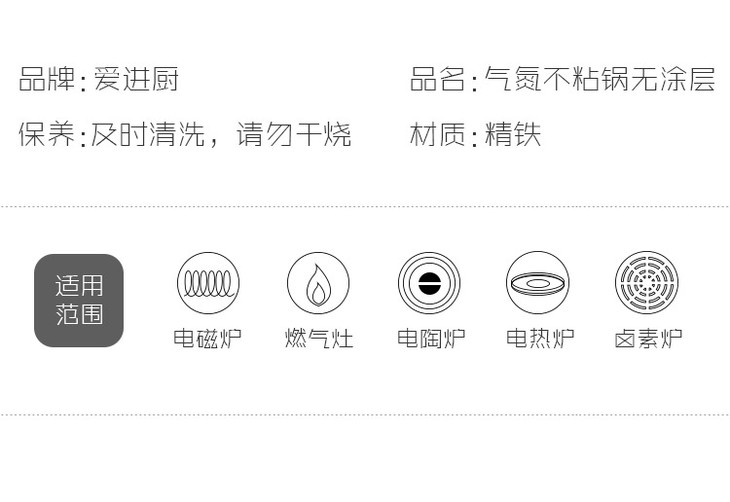 品牌:爱进厨
品名:气氮不粘锅无涂层
保养:及时清洗，请勿干烧
材质:精铁
适用
范围
电磁炉
燃气灶
电陶炉
电热炉
卤素炉